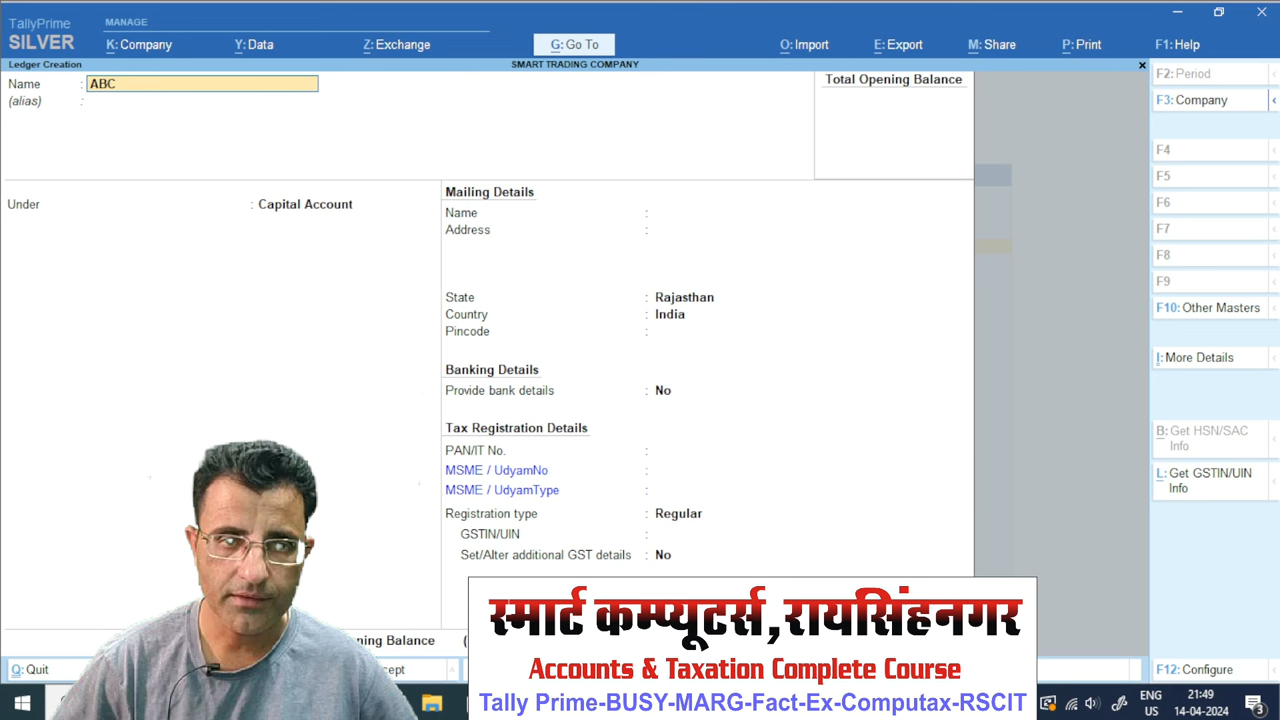 TallyPrime
SILVER
MANAGE
K: Company
Y: Data
Z: Exchange
G: Go To
O: Import
E: Export
M: Share
P: Print
F1: Help
Ledger Creation
SMART TRADING COMPANY
Name : ABC
(alias) :
Total Opening Balance
Under : Capital Account
Mailing Details
Name :
Address :
State : Rajasthan
Country : India
Pincode :
Banking Details
Provide bank details : No
Tax Registration Details
PAN/IT No. :
MSME / UdyamNo :
MSME / UdyamType :
Registration type : Regular
GSTIN/UIN :
Set/Alter additional GST details : No
F2: Period
F3: Company
F4
F5
F6
F7
F8
F9
F10: Other Masters
I: More Details
B: Get HSN/SAC
Info
L: Get GSTIN/UIN
Info
F12: Configure
Q: Quit
स्मार्ट कम्प्यूटर्स,रायसिंहनगर
Accounts & Taxation Complete Course
Tally Prime-BUSY-MARG-Fact-Ex-Computax-RSCIT
ENG
US
21:49
14-04-2024
3